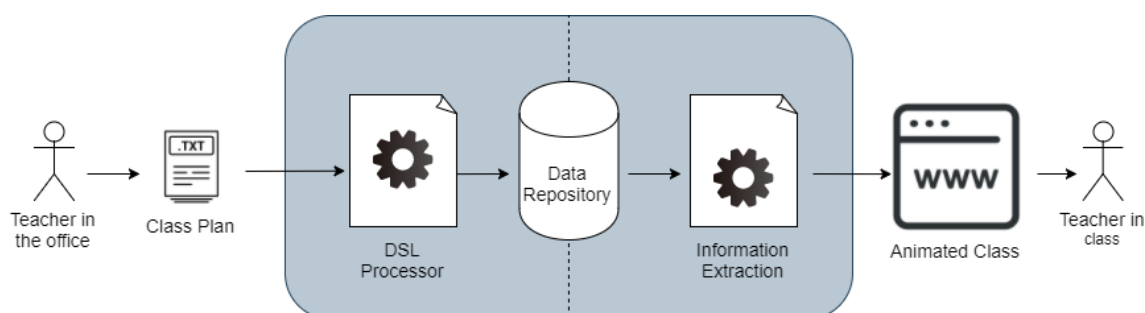 Teacher in
the office
.TXT
Class Plan
DSL
Processor
Data
Repository
Information
Extraction
WWW
Animated Class
Teacher in
class